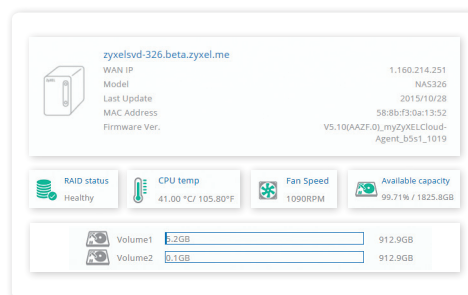 zyxelsvd-326.beta.zyxel.me
WAN IP 1.160.214.251
Model NAS326
Last Update 2015/10/28
MAC Address 58:8b:f3:0a:13:52
Firmware Ver. V5.10(AAZF.0)_myZyXELCloud-
Agent_b5s1_1019
RAID status
Healthy
CPU temp
41.00 °C/ 105.80°F
Fan Speed
1090RPM
Available capacity
99.71% / 1825.8GB
Volume1 5.2GB 912.9GB
Volume2 0.1GB 912.9GB